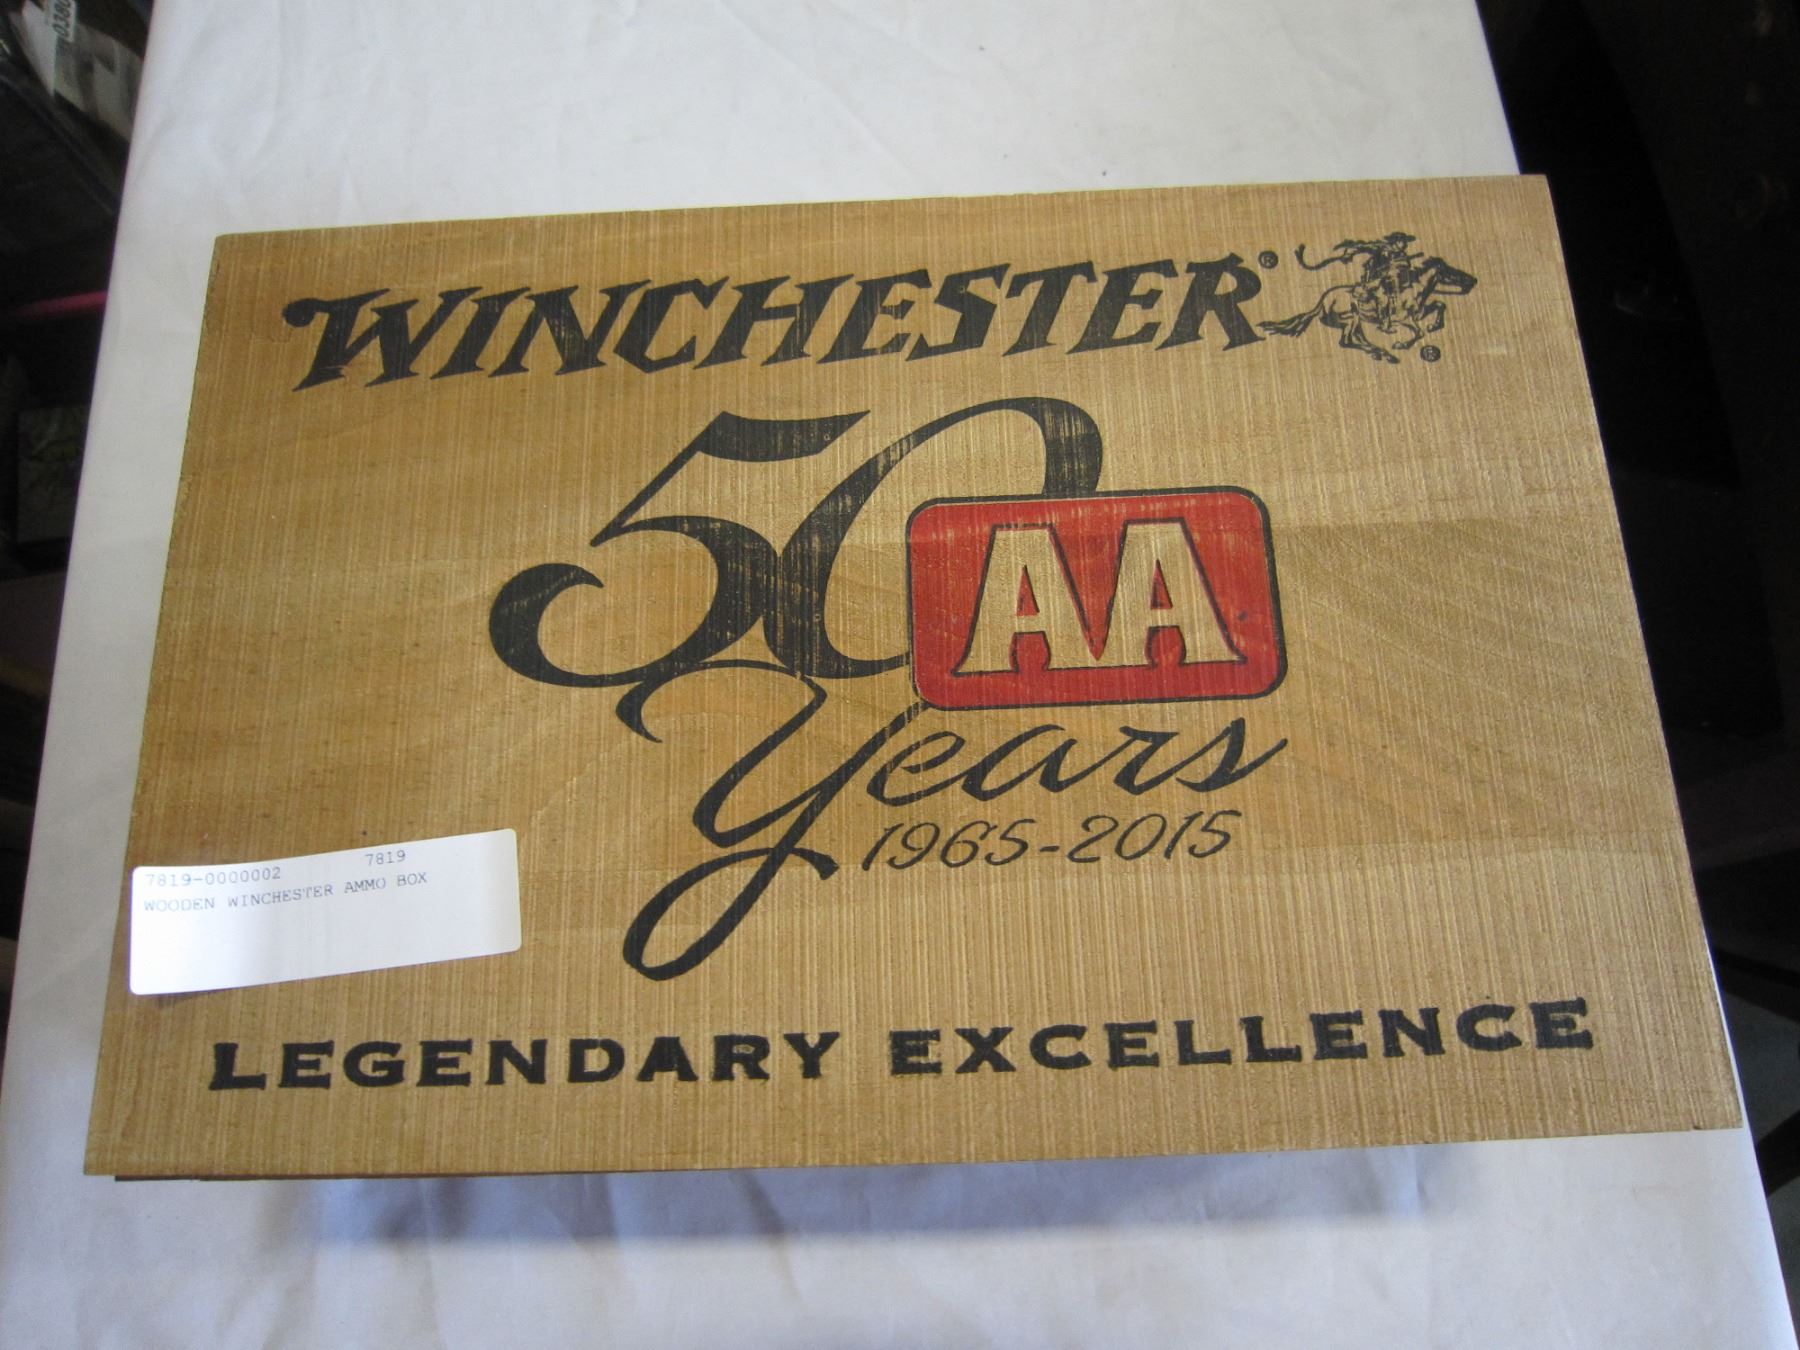 WINCHESTER®
®
50 AA
Years
1965-2015
7819-0000002 7819
WOODEN WINCHESTER AMMO BOX
LEGENDARY EXCELLENCE